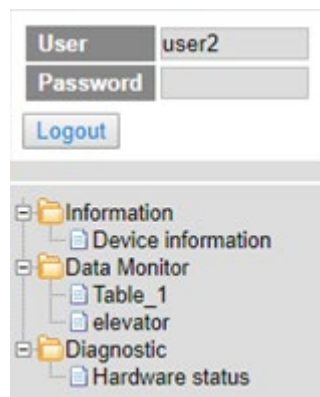 User user2
Password
Logout
Information
Device information
Data Monitor
Table_1
elevator
Diagnostic
Hardware status